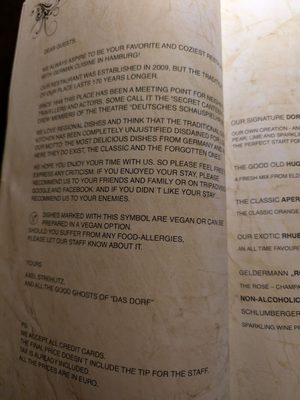 DEAR GUESTS,
WE ALWAYS ASPIRE TO BE YOUR FAVORITE AND COZIEST
WITH GERMAN CUISINE IN HAMBURG!
OUR RESTAURANT WAS ESTABLISHED IN 2009, BUT THE
OF OUR PLACE LASTS 170 YEARS LONGER.
SINCE 1844 THIS PLACE HAS BEEN A MEETING POINT FOR
TRAVELLERS AND ACTORS. SOME CALL IT THE "SECRET
CREW MEMBERS OF THE THEATRE "DEUTSCHES
WE LOVE REGIONAL DISHES AND THINK THAT THE TRADITIONAL
KITCHEN HAS BEEN COMPLETELY UNJUSTIFIED DISDAINED
OUR MOTTO: THE MOST DELICIOUS DISHES FROM GERMANY AND
HERE THEY DO EXIST: THE CLASSIC AND THE FORGOTTEN ONES.
WE HOPE YOU ENJOY YOUR TIME WITH US. SO PLEASE FEEL FREE
EXPRESS ANY CRITICISM. IF YOU ENJOYED YOUR STAY, PLEASE
RECOMMEND US TO YOUR FRIENDS AND FAMILY OR ON
GOOGLE AND FACEBOOK. AND IF YOU DIDN´T LIKE YOUR STAY,
RECOMMEND US TO YOUR ENEMIES.
DISHES MARKED WITH THIS SYMBOL ARE VEGAN OR CAN BE
PREPARED IN A VEGAN OPTION.
SHOULD YOU SUFFER FROM ANY FOOD-ALLERGIES,
PLEASE LET OUR STAFF KNOW ABOUT IT.
YOURS
AXEL STREHLITZ,
AND ALL THE GOOD GHOSTS OF "DAS DORF"
PS:
WE ACCEPT ALL CREDIT CARDS.
THE FINAL PRICE DOESN´T INCLUDE THE TIP FOR THE STAFF.
TAX IS ALREADY INCLUDED.
ALL THE PRICES ARE IN EURO.
OUR SIGNATURE
OUR OWN CREATION -
PEAR, LIME AND
THE PERFECT START FOR
THE GOOD OLD
A FRESH MIX FROM
THE CLASSIC
THE CLASSIC ORANGE
OUR EXOTIC
AN ALL TIME
GELDERMANN
THE ROSE –
NON-ALCOHOLIC
SCHLUMBERGER
SPARKLING WINE